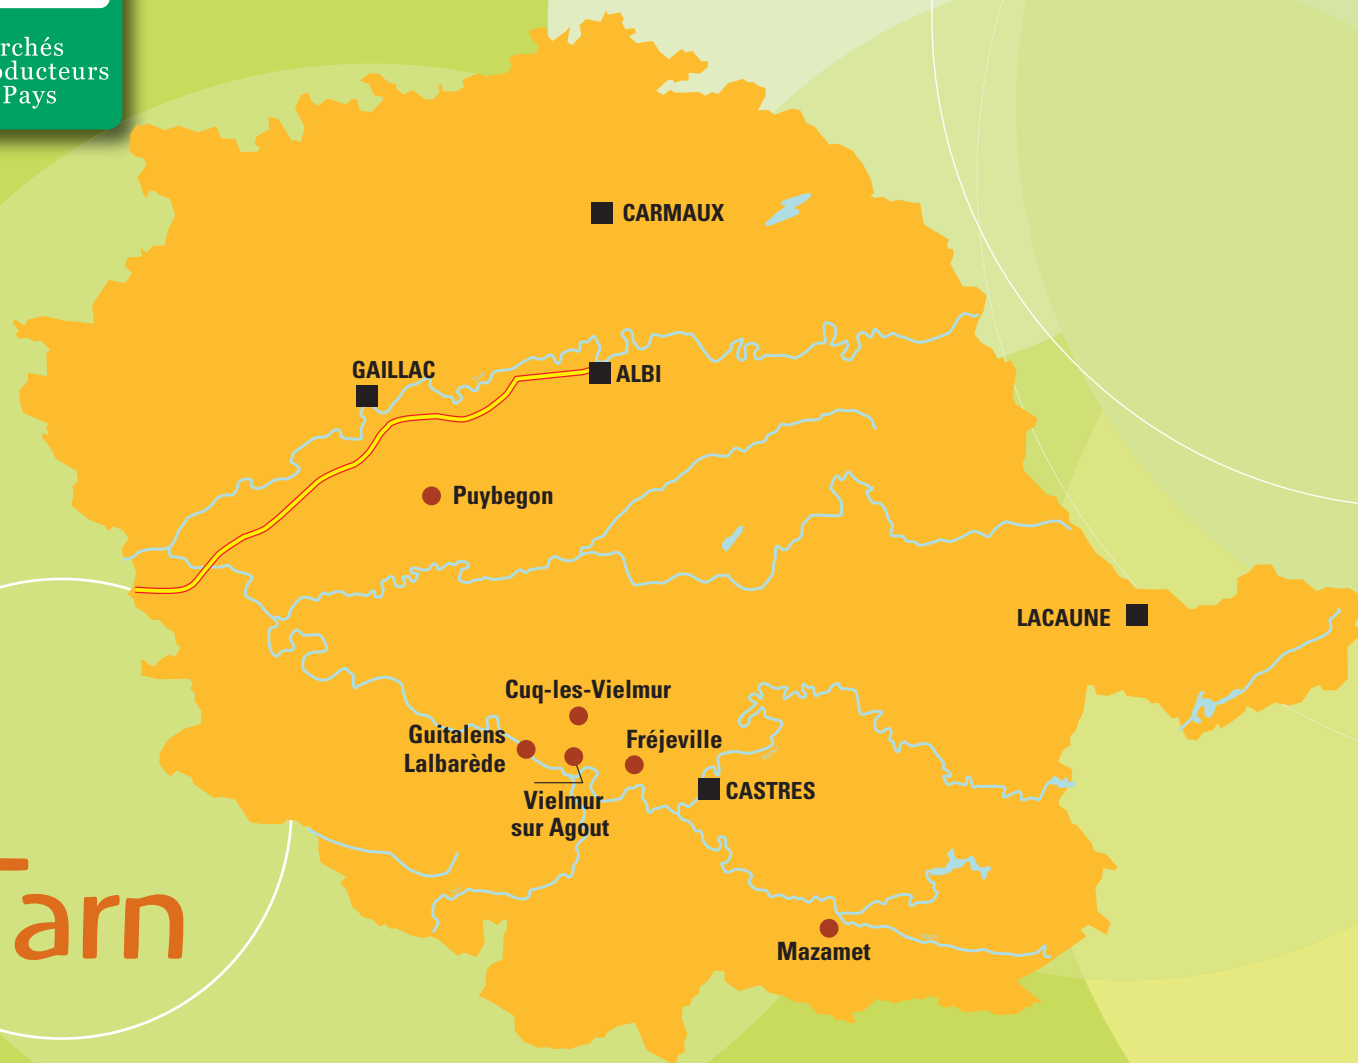 rchés
oducteurs
Pays
CARMAUX
GAILLAC
ALBI
Puybegon
LACAUNE
Cuq-les-Vielmur
Guitalens
Lalbarède
Fréjeville
CASTRES
Vielmur
sur Agout
Tarn
Mazamet